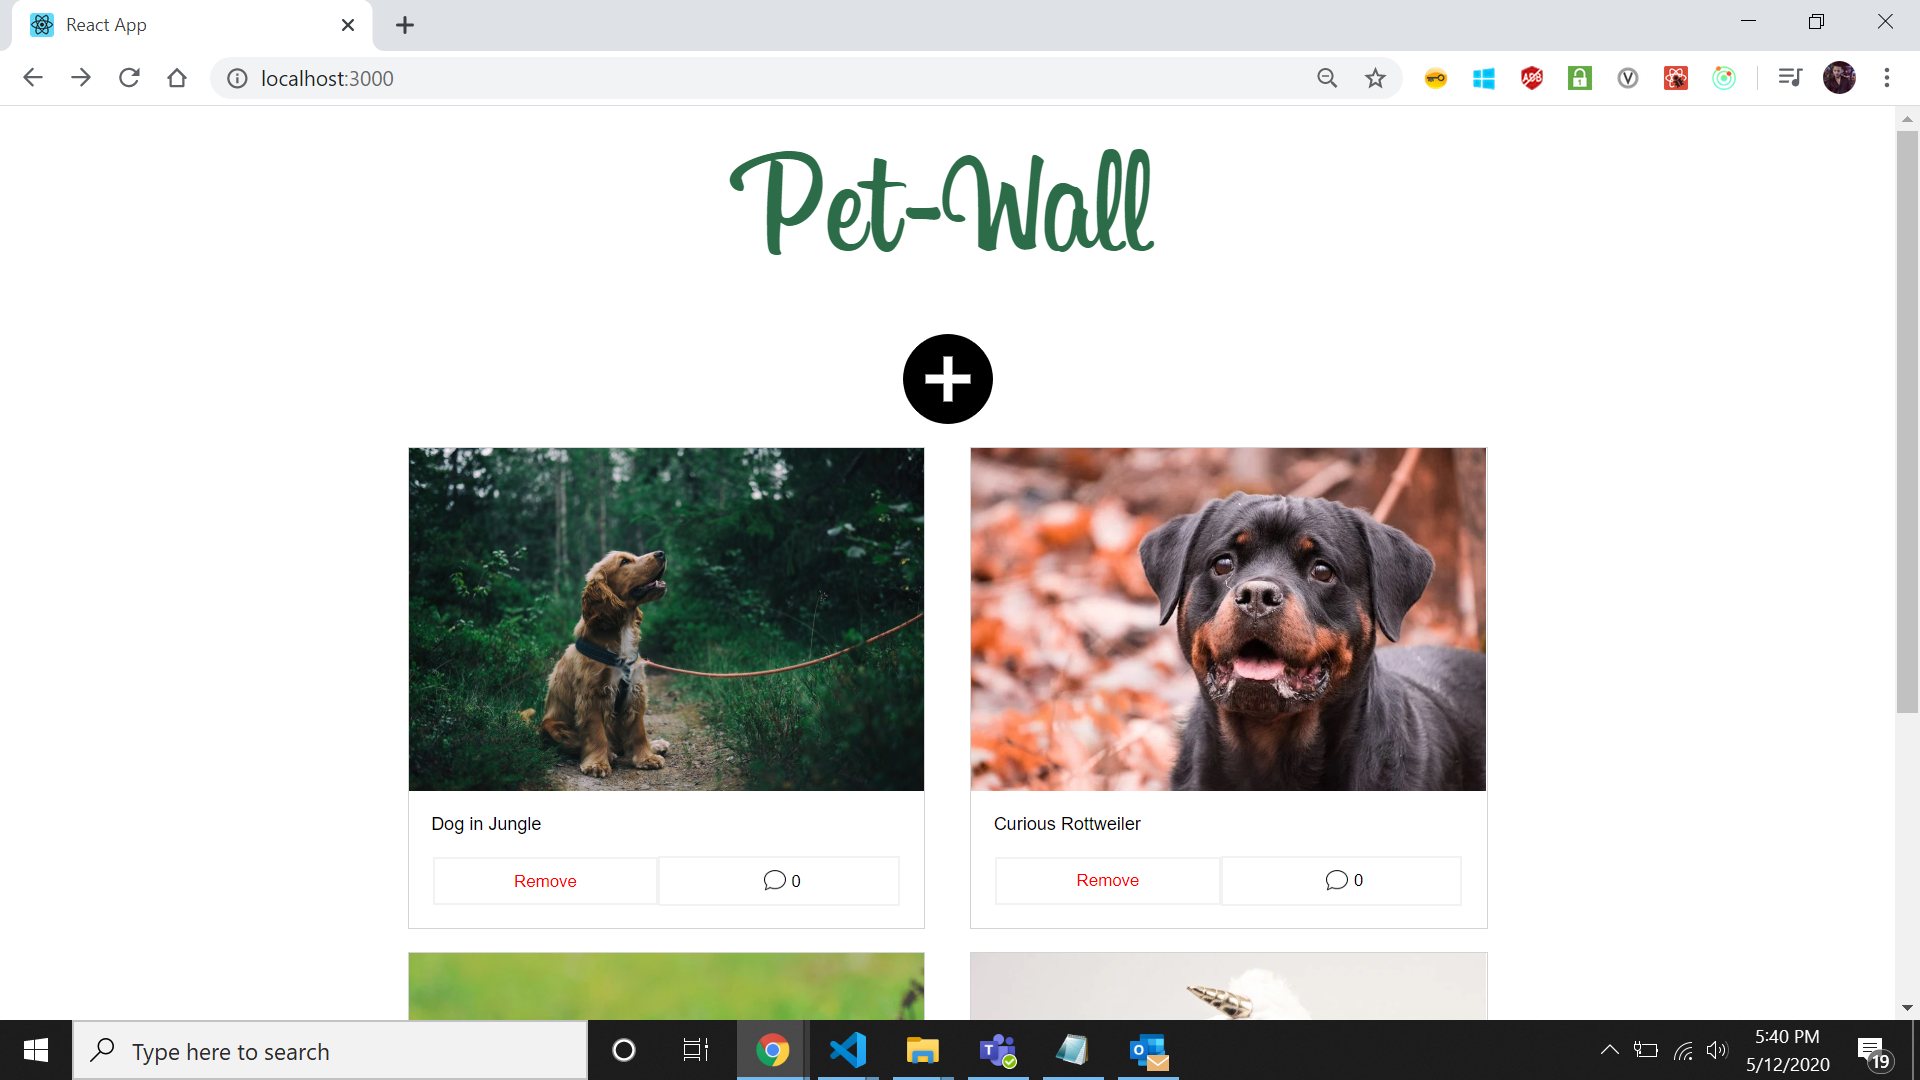 React App
localhost:3000
Pet-Wall
Dog in Jungle
Curious Rottweiler
Remove
0
Remove
0
Type here to search
5:40 PM
5/12/2020
19